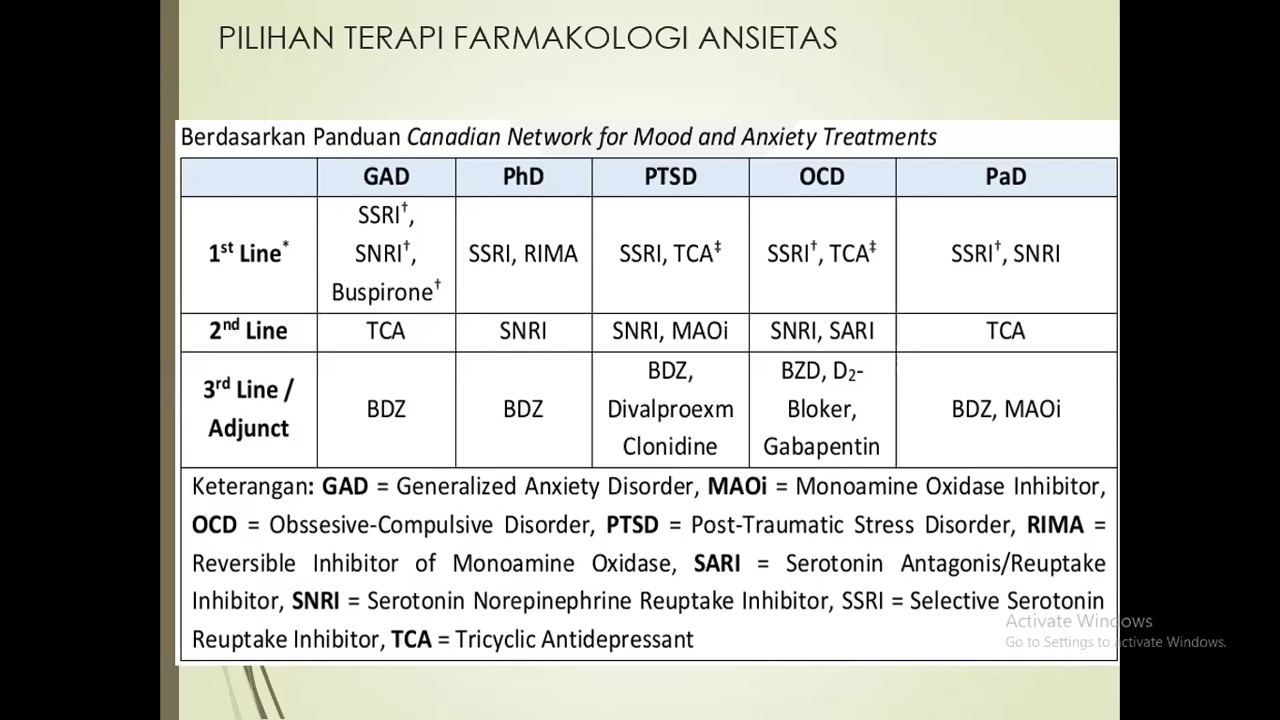 PILIHAN TERAPI FARMAKOLOGI ANSIETAS
Berdasarkan Panduan Canadian Network for Mood and Anxiety Treatments
GAD PhD PTSD OCD PaD
1st Line* SSRI†, SNRI†, Buspirone† SSRI, RIMA SSRI, TCA‡ SSRI†, TCA‡ SSRI†, SNRI
2nd Line TCA SNRI SNRI, MAOi SNRI, SARI TCA
3rd Line / Adjunct BDZ BDZ BDZ, Divalproexm Clonidine BZD, D2-Bloker, Gabapentin BDZ, MAOi
Keterangan: GAD = Generalized Anxiety Disorder, MAOi = Monoamine Oxidase Inhibitor,
OCD = Obssesive-Compulsive Disorder, PTSD = Post-Traumatic Stress Disorder, RIMA =
Reversible Inhibitor of Monoamine Oxidase, SARI = Serotonin Antagonis/Reuptake
Inhibitor, SNRI = Serotonin Norepinephrine Reuptake Inhibitor, SSRI = Selective Serotonin
Reuptake Inhibitor, TCA = Tricyclic Antidepressant
Activate Windows
Go to Settings to activate Windows.